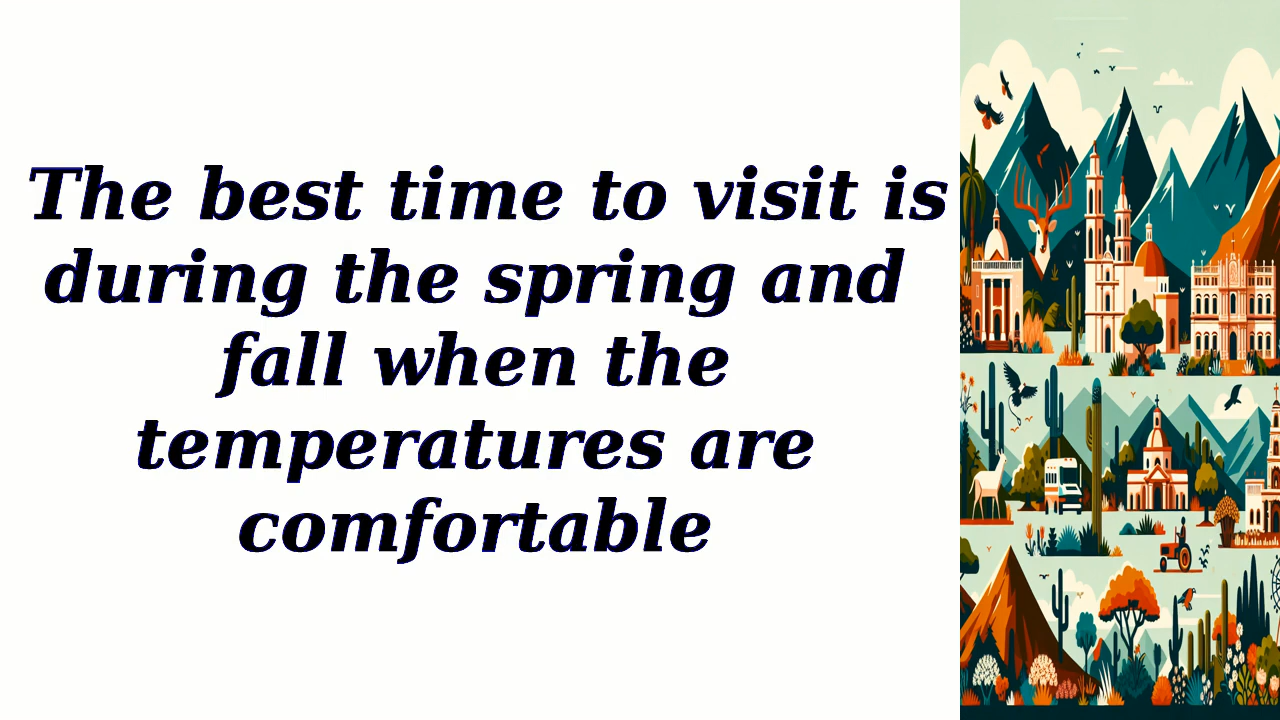 The best time to visit is
during the spring and
fall when the
temperatures are
comfortable